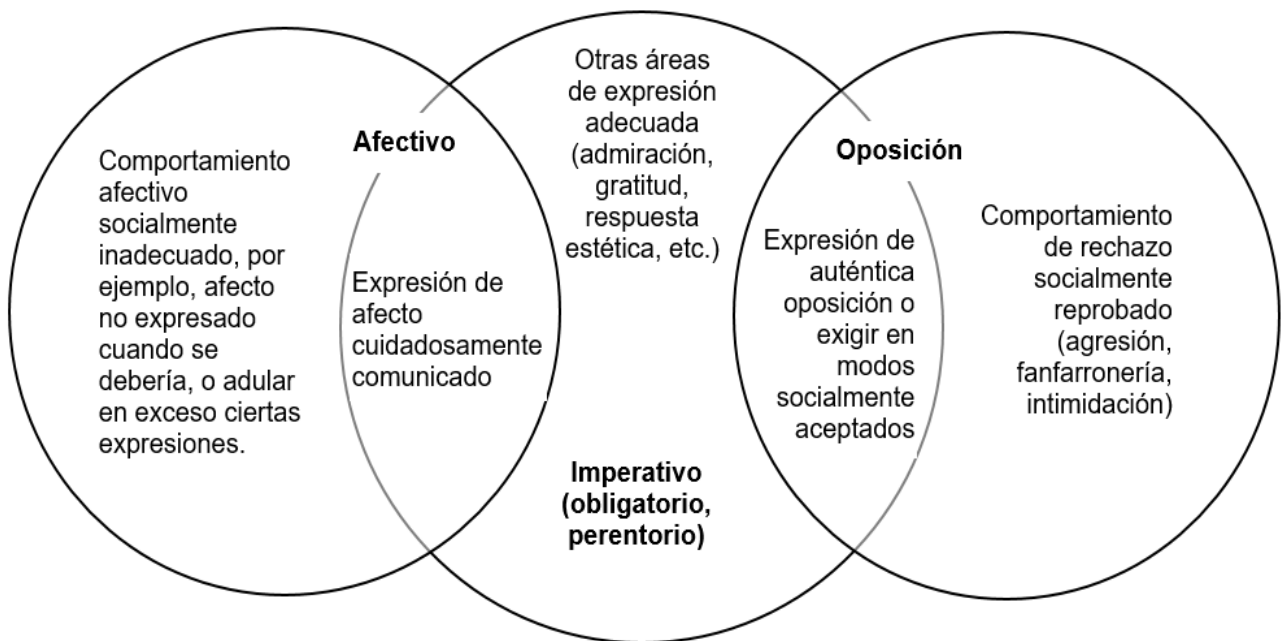 Comportamiento
afectivo
socialmente
inadecuado, por
ejemplo, afecto
no expresado
cuando se
debería, o adular
en exceso ciertas
expresiones.
Afectivo
Expresión de
afecto
cuidadosamente
comunicado
Otras áreas
de expresión
adecuada
(admiración,
gratitud,
respuesta
estética, etc.)
Imperativo
(obligatorio,
perentorio)
Oposición
Expresión de
auténtica
oposición o
exigir en
modos
socialmente
aceptados
Comportamiento
de rechazo
socialmente
reprobado
(agresión,
fanfarronería,
intimidación)